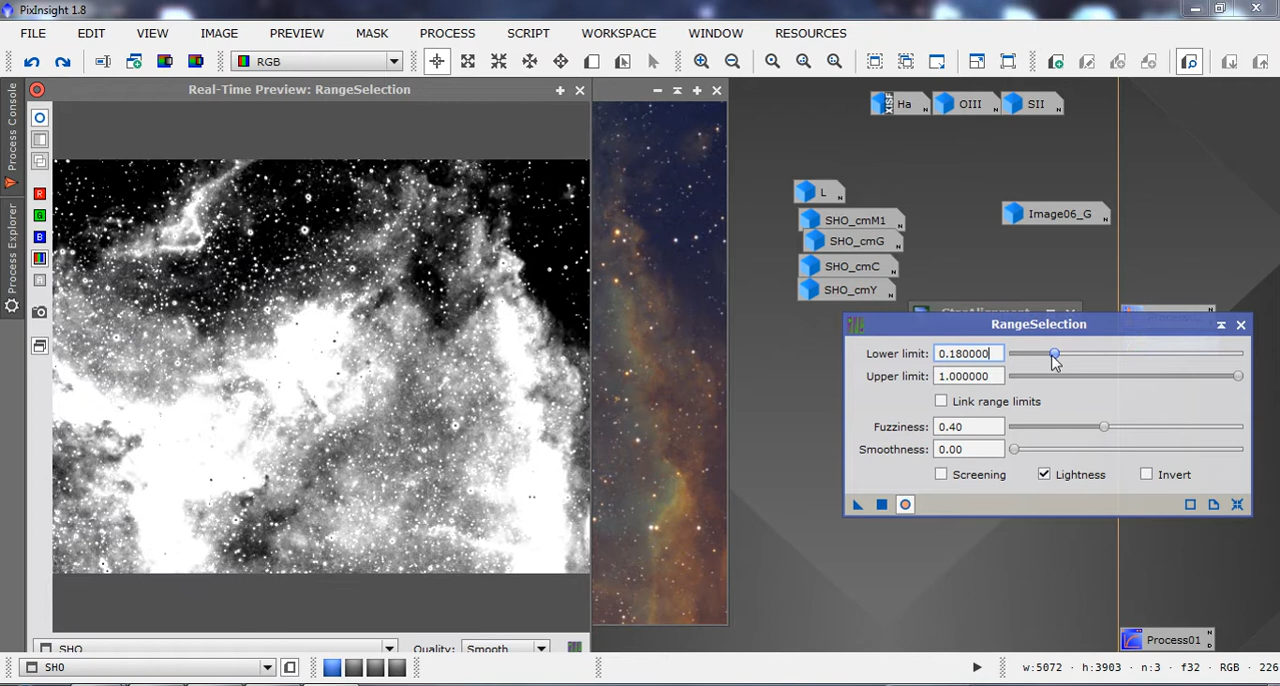 PixInsight 1.8
FILE EDIT VIEW IMAGE PREVIEW MASK PROCESS SCRIPT WORKSPACE WINDOW RESOURCES
RGB
Process Console
Process Explorer
Real-Time Preview: RangeSelection
R
G
B
A
Ha
XISF
N
OIII
N
SII
N
L
N
SHO_cmM1
N
SHO_cmG
N
SHO_cmC
N
SHO_cmY
N
Image06_G
N
RangeSelection
Lower limit: 0.180000
Upper limit: 1.000000
Link range limits
Fuzziness: 0.40
Smoothness: 0.00
Screening Lightness Invert
Process01
N
SHO
Quality: Smooth
SHO
w:5072 · h:3903 · n:3 · f32 · RGB · 226